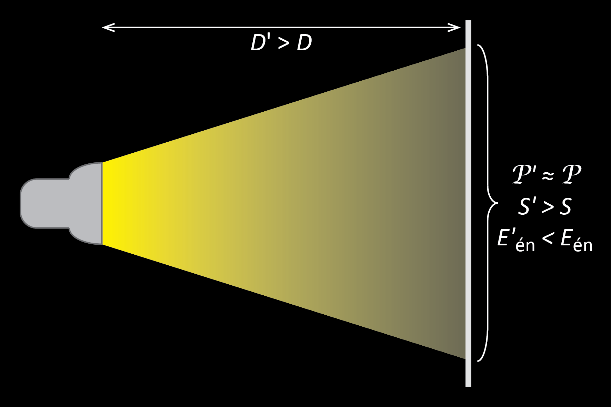 D' > D
𝒫' ≈ 𝒫
S' > S
E'én < Eén